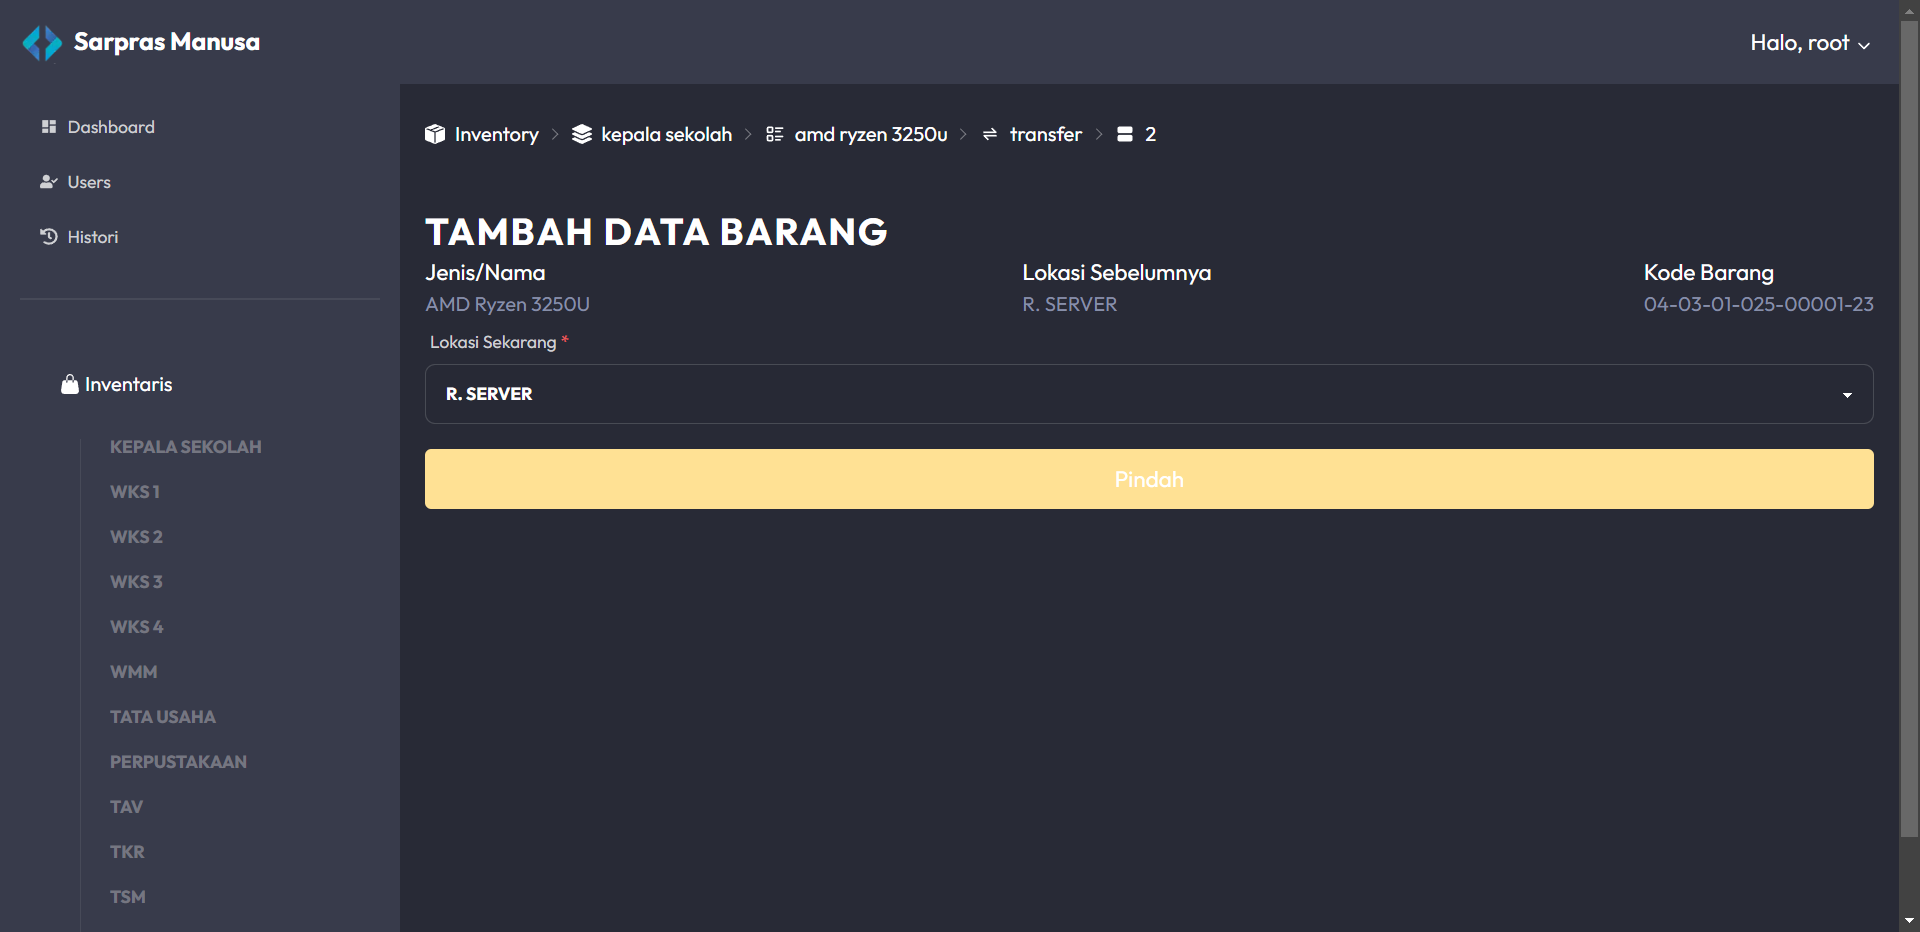 Sarpras Manusa
Halo, root
Dashboard
Users
Histori
Inventaris
KEPALA SEKOLAH
WKS 1
WKS 2
WKS 3
WKS 4
WMM
TATA USAHA
PERPUSTAKAAN
TAV
TKR
TSM
Inventory > kepala sekolah > amd ryzen 3250u > transfer > 2
TAMBAH DATA BARANG
Jenis/Nama
AMD Ryzen 3250U
Lokasi Sebelumnya
R. SERVER
Kode Barang
04-03-01-025-00001-23
Lokasi Sekarang *
R. SERVER
Pindah